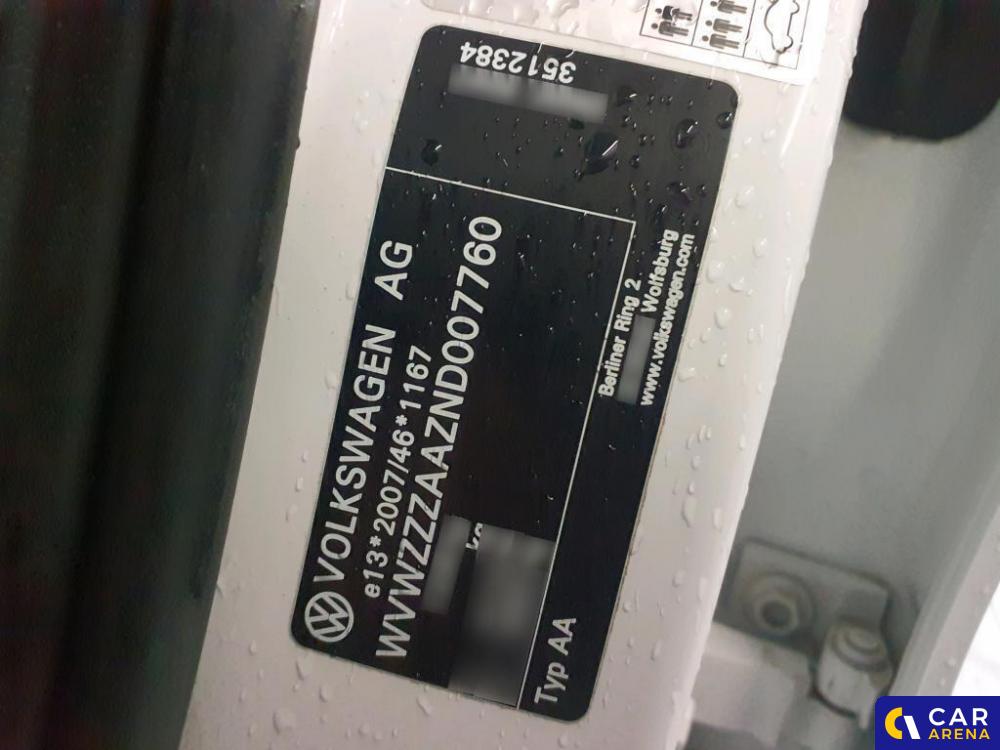 VOLKSWAGEN AG
e13*2007/46*1167
WVWZZZAAZND007760
Typ AA
Berliner Ring 2
Wolfsburg
www.volkswagen.com
3512384
CAR
ARENA